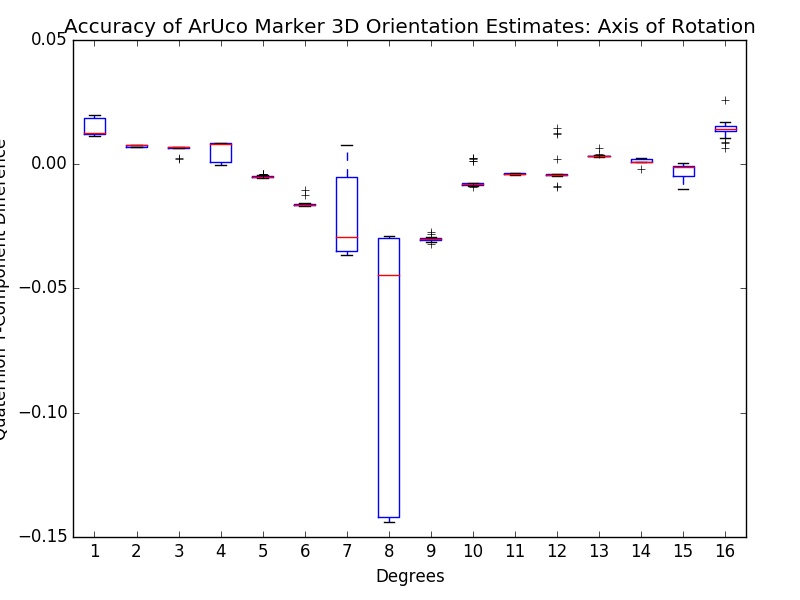 Accuracy of ArUco Marker 3D Orientation Estimates: Axis of Rotation
0.05
0.00
−0.05
−0.10
−0.15
Quaternion Y-Component Difference
1 2 3 4 5 6 7 8 9 10 11 12 13 14 15 16
Degrees